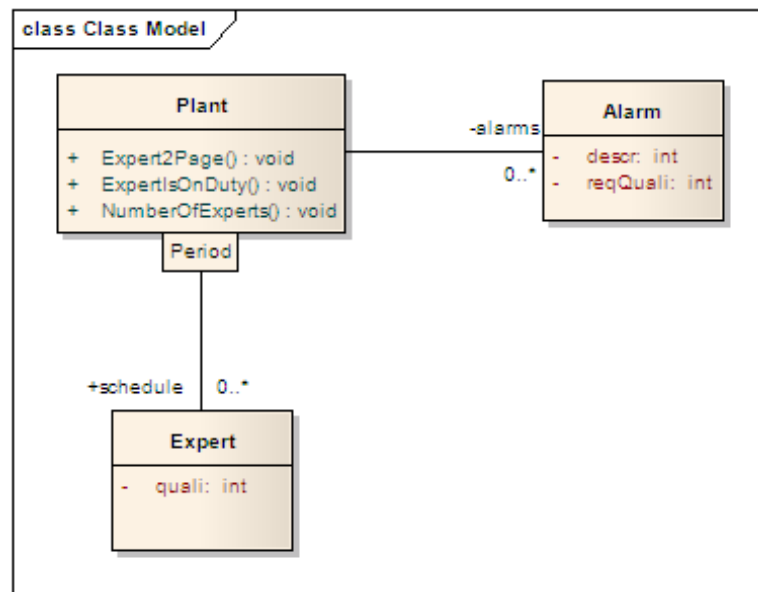 class Class Model
Plant
+ Expert2Page() : void
+ ExpertIsOnDuty() : void
+ NumberOfExperts() : void
Period
-alarms
0..*
Alarm
- descr: int
- reqQuali: int
+schedule 0..*
Expert
- quali: int